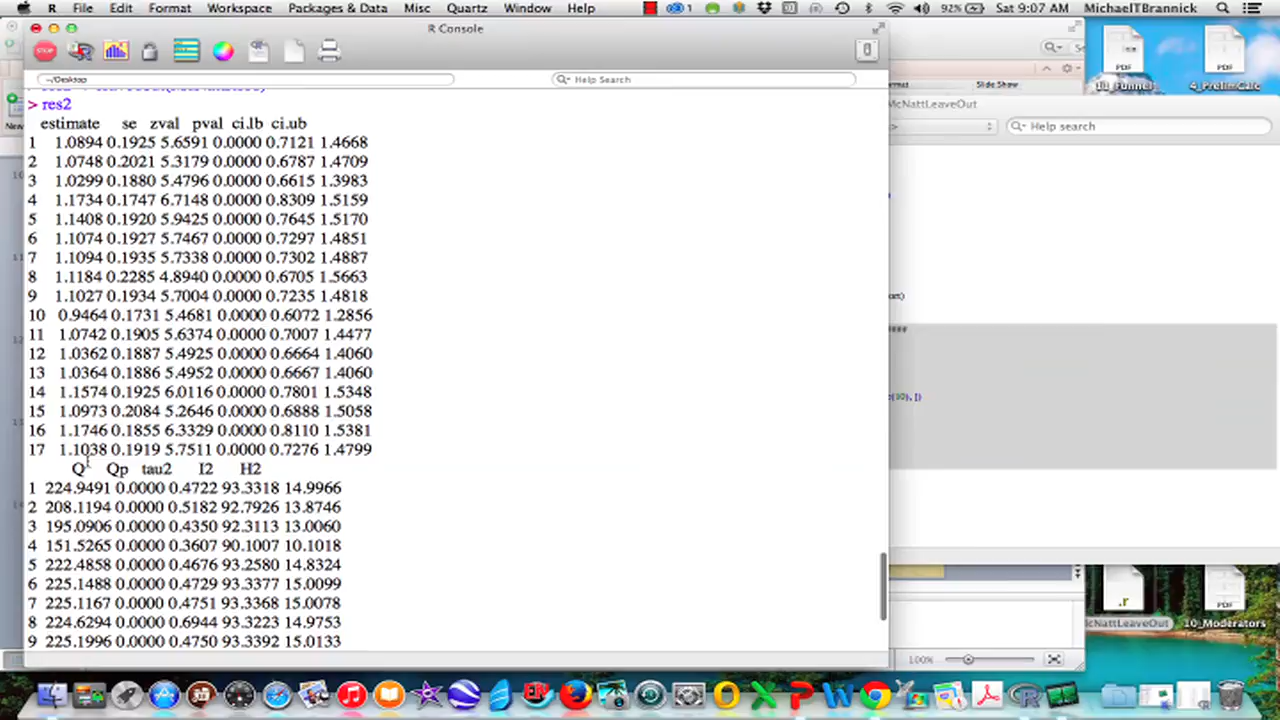 R File Edit Format Workspace Packages & Data Misc Quartz Window Help 1 92% Sat 9:07 AM MichaelTBrannick
R Console
STOP
~/Desktop
Help Search
> res2
estimate se zval pval ci.lb ci.ub
1 1.0894 0.1925 5.6591 0.0000 0.7121 1.4668
2 1.0748 0.2021 5.3179 0.0000 0.6787 1.4709
3 1.0299 0.1880 5.4796 0.0000 0.6615 1.3983
4 1.1734 0.1747 6.7148 0.0000 0.8309 1.5159
5 1.1408 0.1920 5.9425 0.0000 0.7645 1.5170
6 1.1074 0.1927 5.7467 0.0000 0.7297 1.4851
7 1.1094 0.1935 5.7338 0.0000 0.7302 1.4887
8 1.1184 0.2285 4.8940 0.0000 0.6705 1.5663
9 1.1027 0.1934 5.7004 0.0000 0.7235 1.4818
10 0.9464 0.1731 5.4681 0.0000 0.6072 1.2856
11 1.0742 0.1905 5.6374 0.0000 0.7007 1.4477
12 1.0362 0.1887 5.4925 0.0000 0.6664 1.4060
13 1.0364 0.1886 5.4952 0.0000 0.6667 1.4060
14 1.1574 0.1925 6.0116 0.0000 0.7801 1.5348
15 1.0973 0.2084 5.2646 0.0000 0.6888 1.5058
16 1.1746 0.1855 6.3329 0.0000 0.8110 1.5381
17 1.1038 0.1919 5.7511 0.0000 0.7276 1.4799
Q Qp tau2 I2 H2
1 224.9491 0.0000 0.4722 93.3318 14.9966
2 208.1194 0.0000 0.5182 92.7926 13.8746
3 195.0906 0.0000 0.4350 92.3113 13.0060
4 151.5265 0.0000 0.3607 90.1007 10.1018
5 222.4858 0.0000 0.4676 93.2580 14.8324
6 225.1488 0.0000 0.4729 93.3377 15.0099
7 225.1167 0.0000 0.4751 93.3368 15.0078
8 224.6294 0.0000 0.6944 93.3223 14.9753
9 225.1996 0.0000 0.4750 93.3392 15.0133
PDF PDF
11_Funnel 4_PrelimCalc
Slide Show
McNattLeaveOut
Help search
.r PDF
McNattLeaveOut 10_Moderators
100%